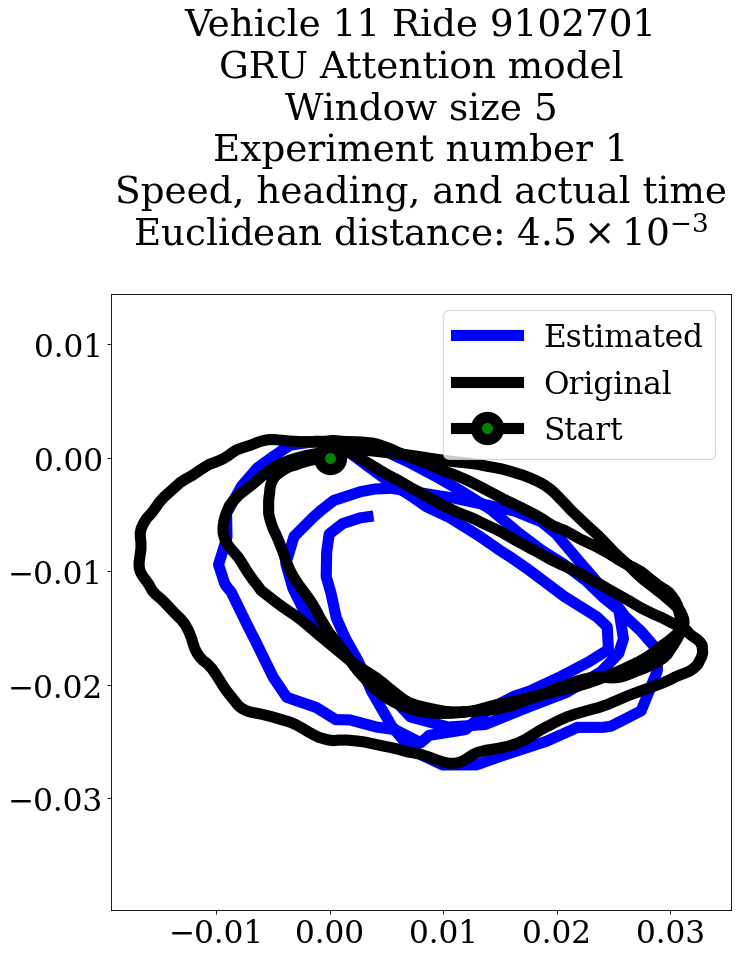 Vehicle 11 Ride 9102701
GRU Attention model
Window size 5
Experiment number 1
Speed, heading, and actual time
Euclidean distance: 4.5 × 10⁻³
Estimated
Original
Start
0.01
0.00
−0.01
−0.02
−0.03
−0.01 0.00 0.01 0.02 0.03